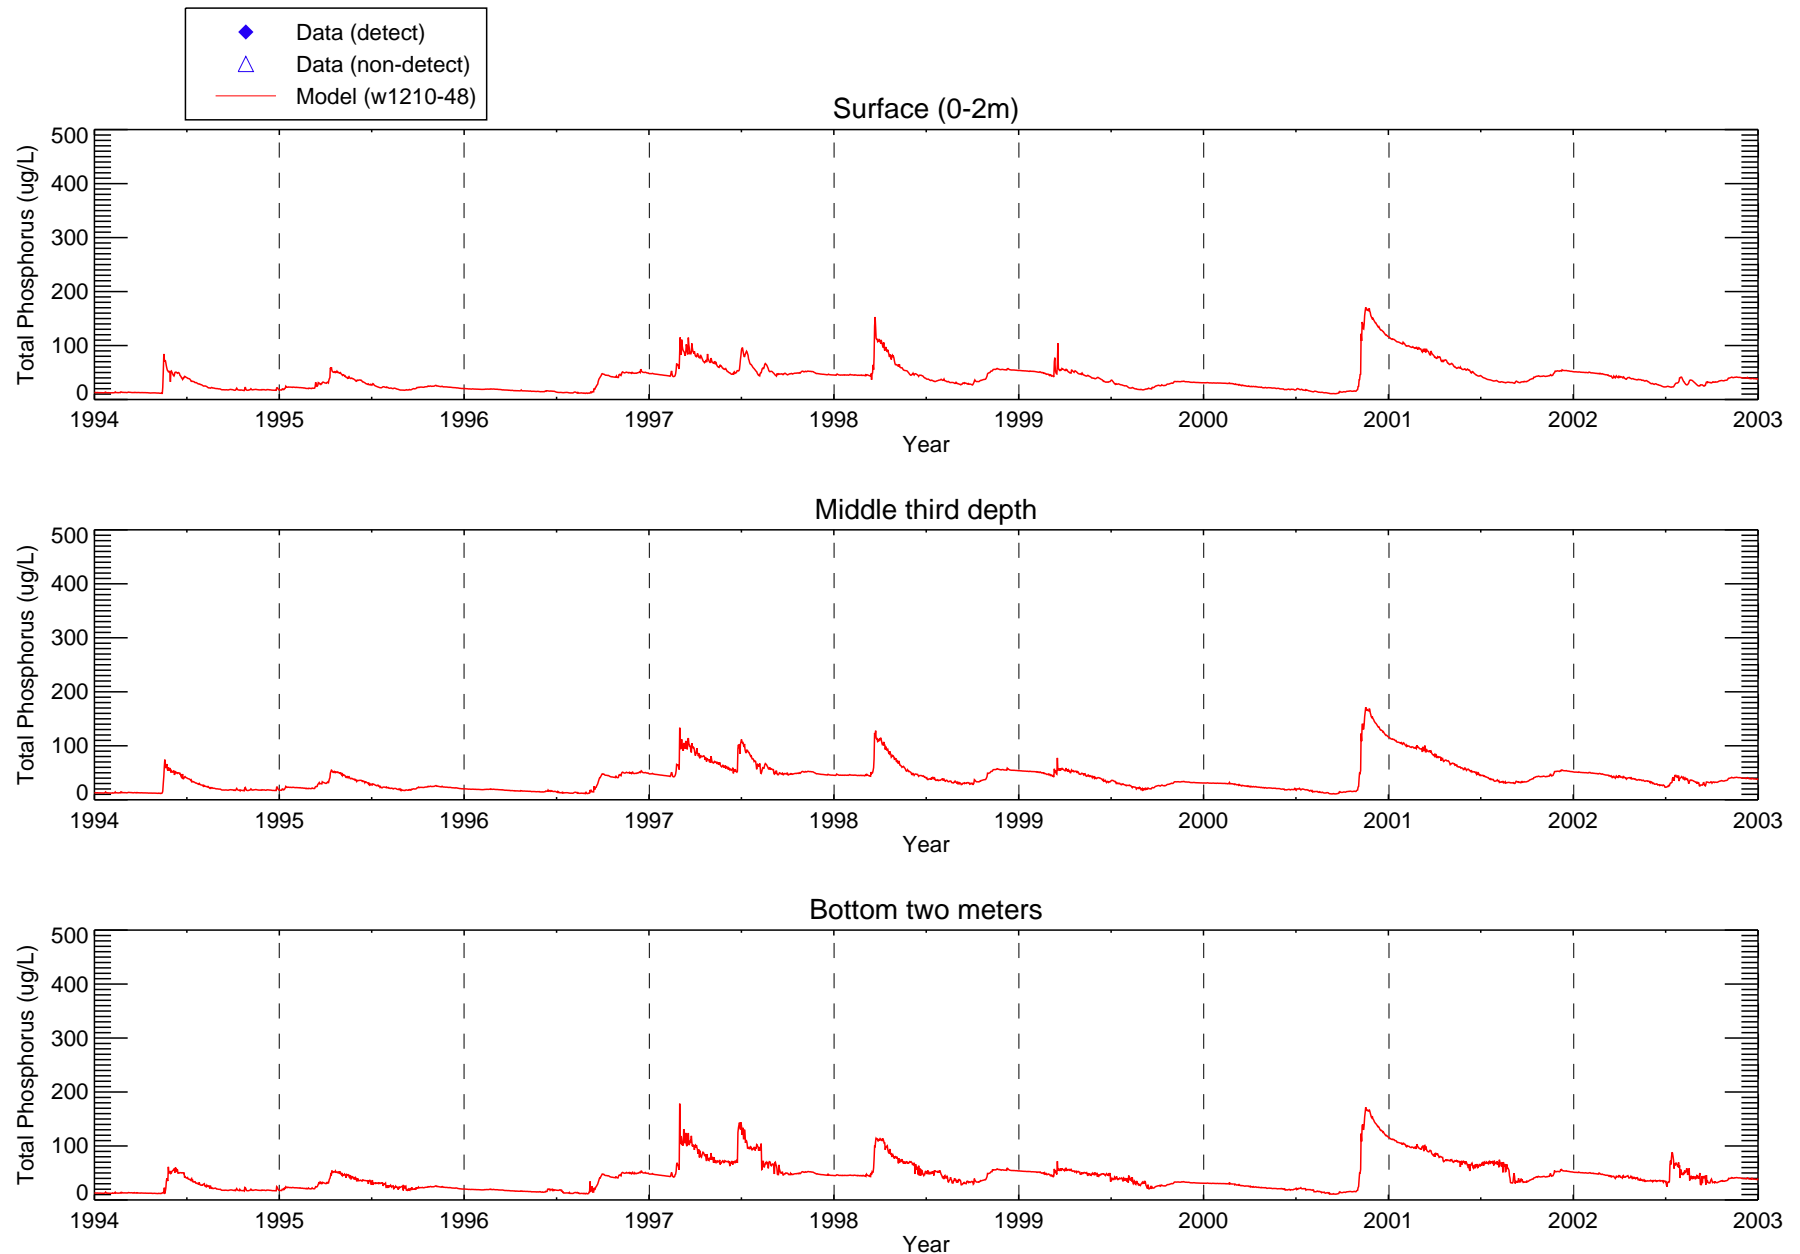 Data (detect)
Data (non-detect)
Model (w1210-48)
Surface (0-2m)
Total Phosphorus (ug/L)
500
400
300
200
100
0
1994 1995 1996 1997 1998 1999 2000 2001 2002 2003
Year
Middle third depth
Total Phosphorus (ug/L)
500
400
300
200
100
0
1994 1995 1996 1997 1998 1999 2000 2001 2002 2003
Year
Bottom two meters
Total Phosphorus (ug/L)
500
400
300
200
100
0
1994 1995 1996 1997 1998 1999 2000 2001 2002 2003
Year